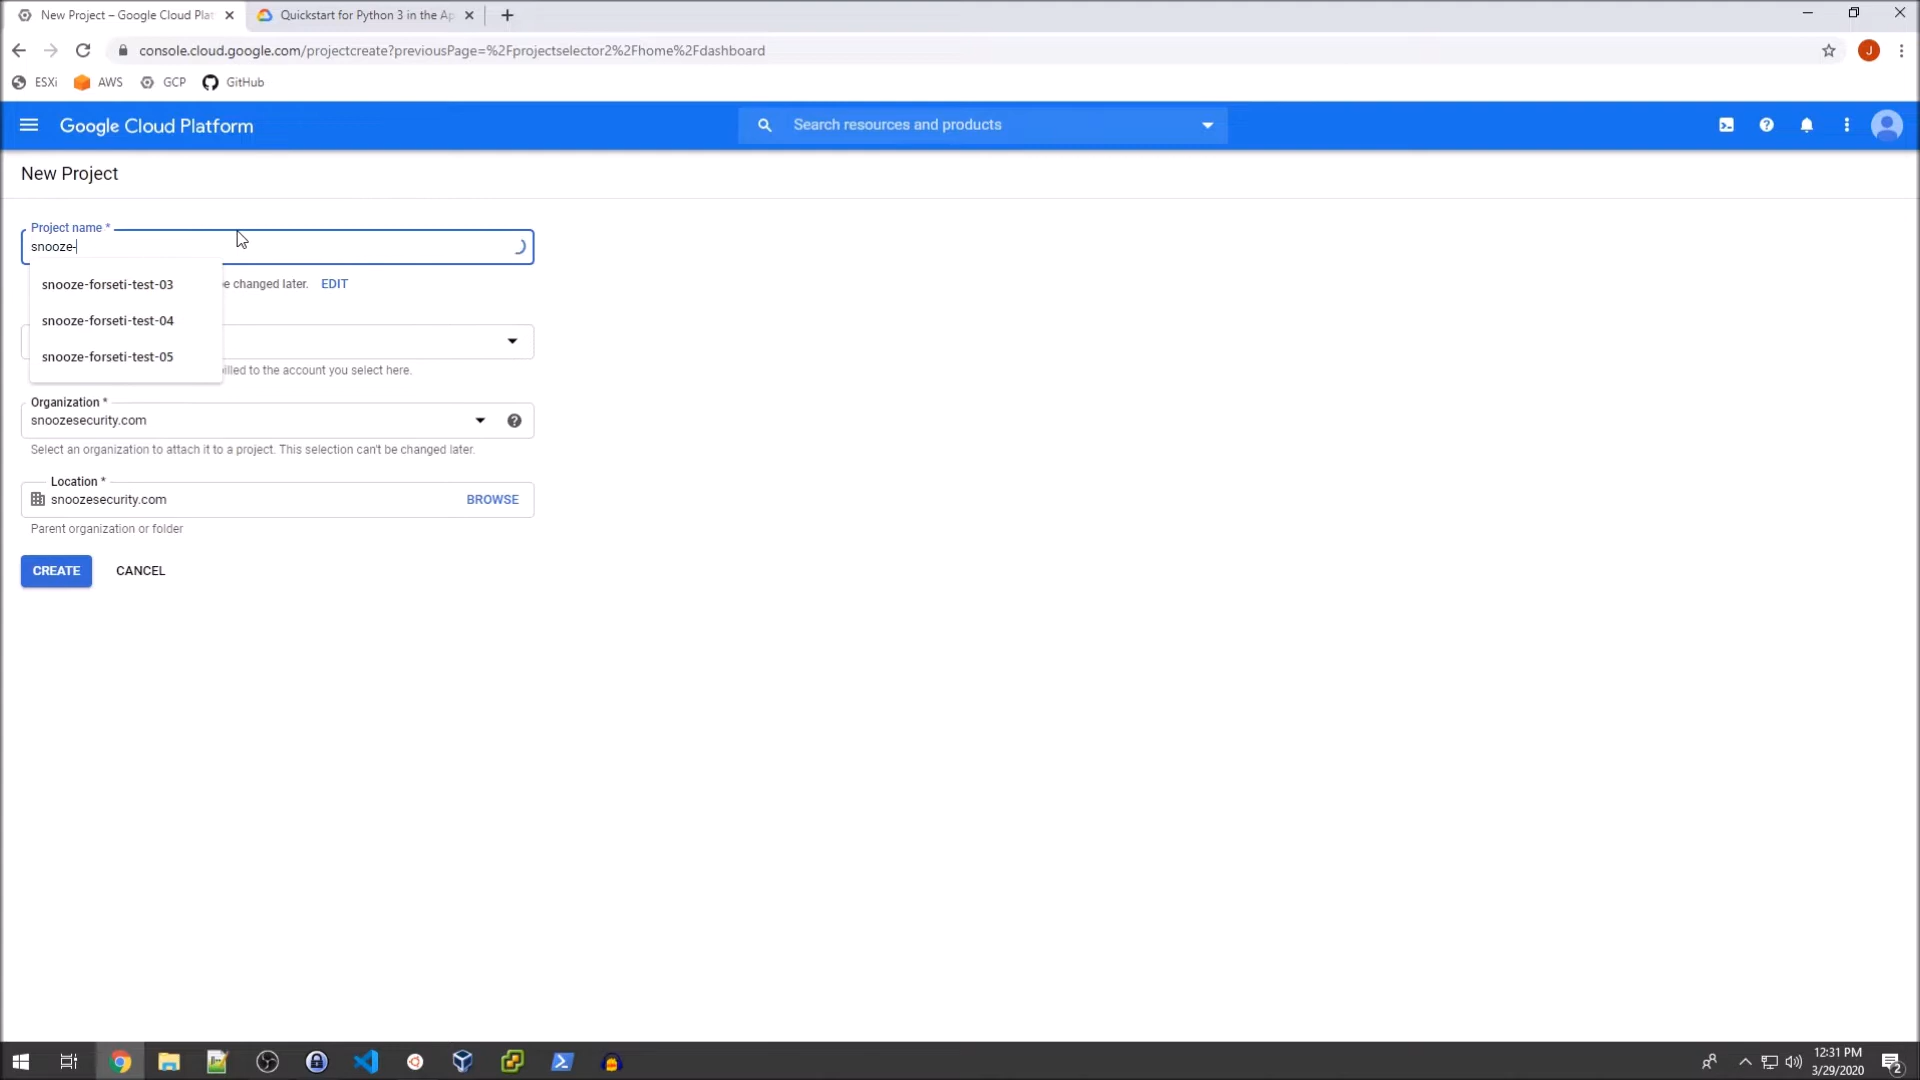 New Project – Google Cloud Plat
Quickstart for Python 3 in the Ap
console.cloud.google.com/projectcreate?previousPage=%2Fprojectselector2%2Fhome%2Fdashboard
J
ESXi
AWS
GCP
GitHub
Google Cloud Platform
Search resources and products
New Project
Project name *
snooze-
snooze-forseti-test-03
e changed later. EDIT
snooze-forseti-test-04
snooze-forseti-test-05
illed to the account you select here.
Organization *
snoozesecurity.com
Select an organization to attach it to a project. This selection can't be changed later.
Location *
snoozesecurity.com
BROWSE
Parent organization or folder
CREATE
CANCEL
12:31 PM
3/29/2020
2